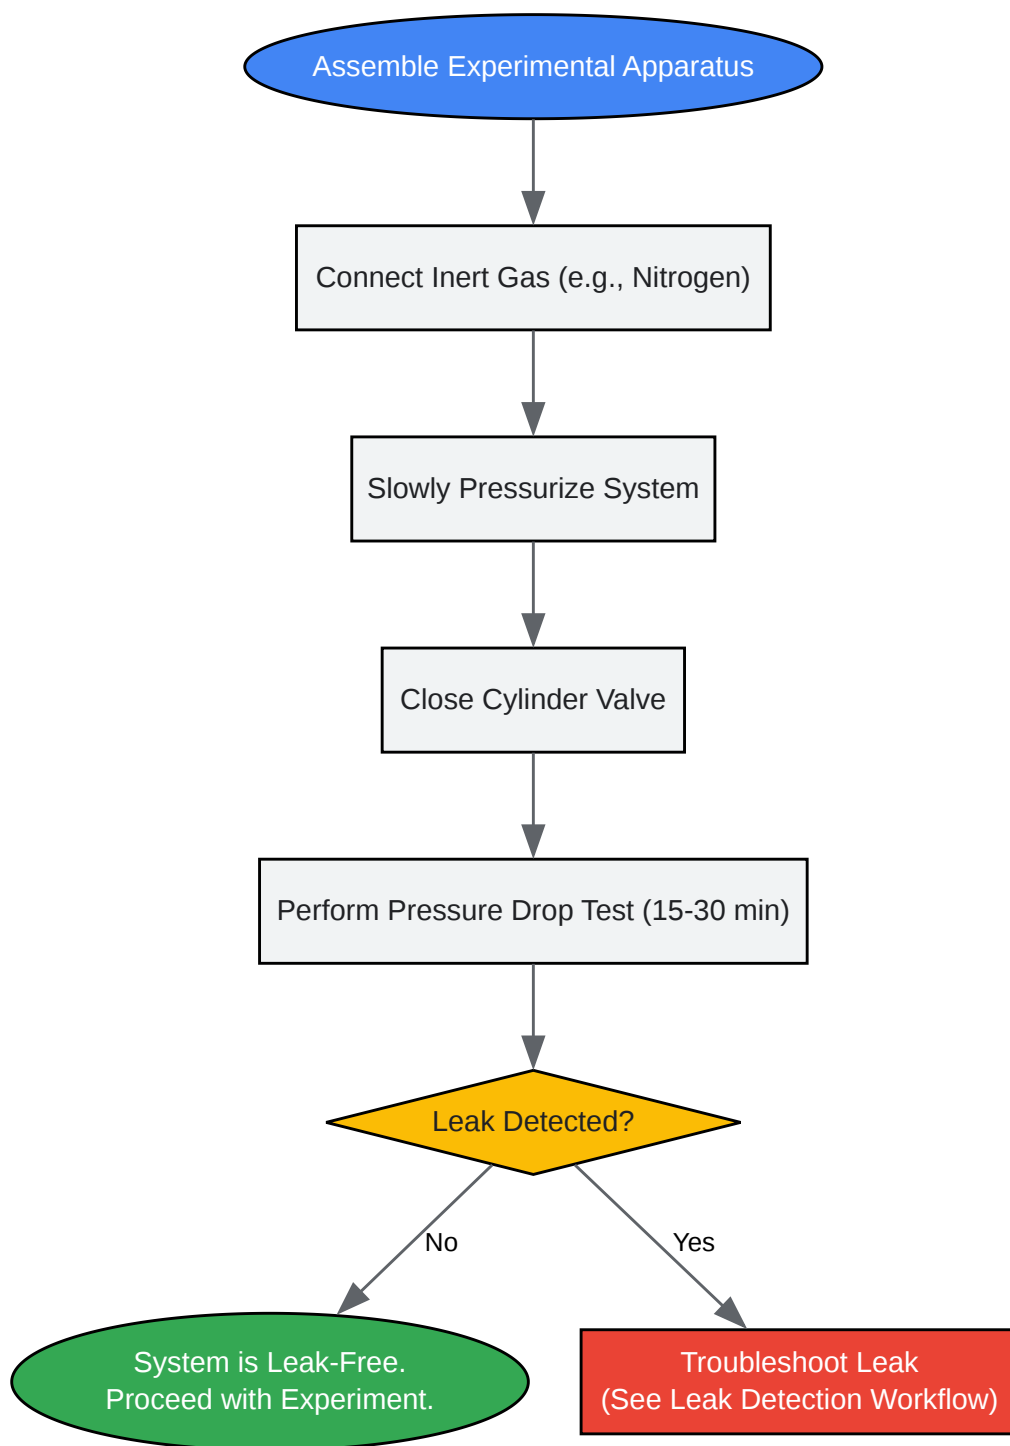 Assemble Experimental Apparatus
Connect Inert Gas (e.g., Nitrogen)
Slowly Pressurize System
Close Cylinder Valve
Perform Pressure Drop Test (15-30 min)
Leak Detected?
No
Yes
System is Leak-Free.
Proceed with Experiment.
Troubleshoot Leak
(See Leak Detection Workflow)